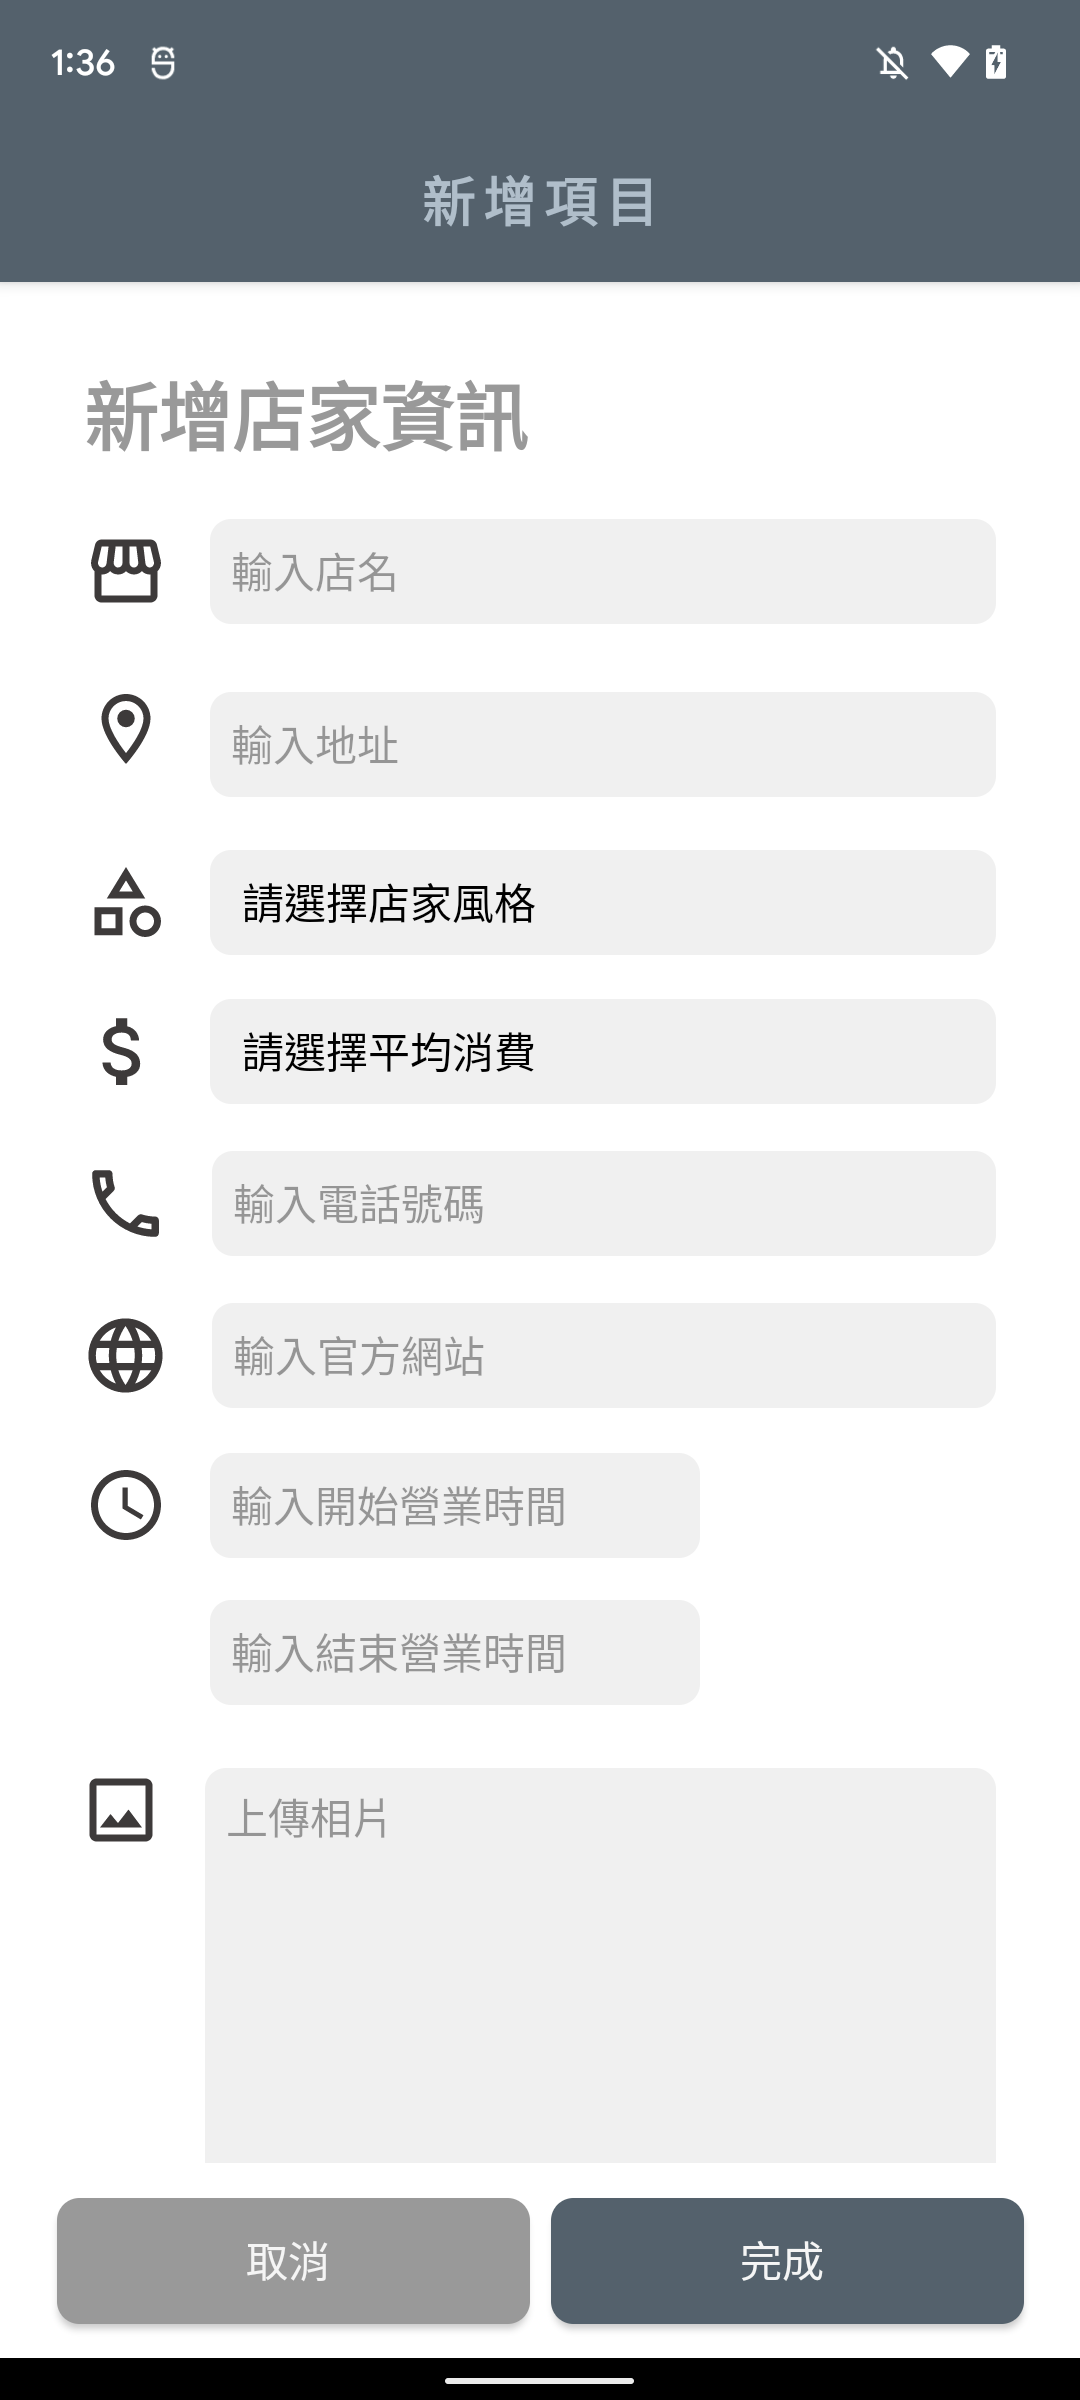 1:36
新增項目
新增店家資訊
輸入店名
輸入地址
請選擇店家風格
請選擇平均消費
輸入電話號碼
輸入官方網站
輸入開始營業時間
輸入結束營業時間
上傳相片
取消
完成